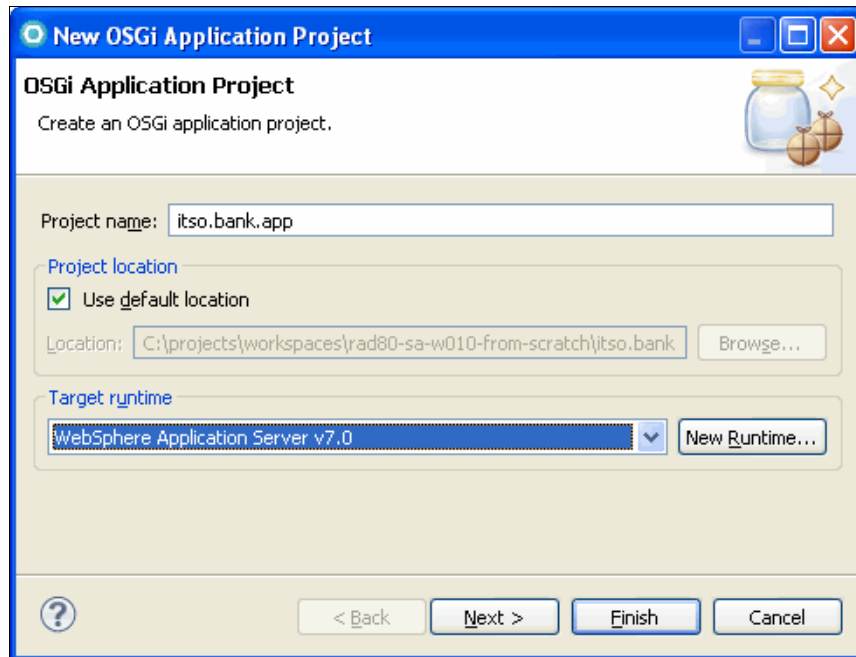 New OSGi Application Project
OSGi Application Project
Create an OSGi application project.
Project name: itso.bank.app
Project location
Use default location
Location: C:\projects\workspaces\rad80-sa-w010-from-scratch\itso.bank Browse...
Target runtime
WebSphere Application Server v7.0 New Runtime...
? < Back Next > Finish Cancel